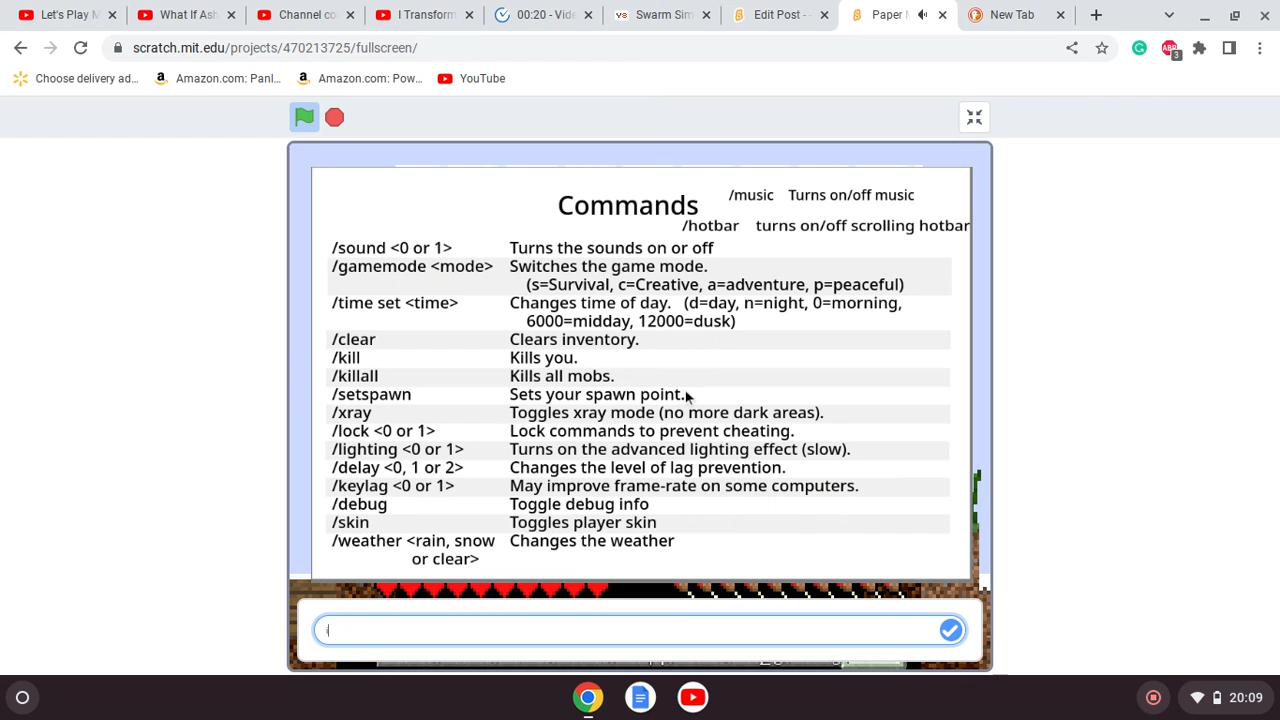 Let's Play M
What If Ash
Channel co
I Transform
00:20 - Vide
Swarm Sim
Edit Post -
Paper M
New Tab
scratch.mit.edu/projects/470213725/fullscreen/
3
Choose delivery ad...
Amazon.com: Panl...
Amazon.com: Pow...
YouTube
Commands
/music Turns on/off music
/hotbar turns on/off scrolling hotbar
/sound <0 or 1> Turns the sounds on or off
/gamemode <mode> Switches the game mode.
(s=Survival, c=Creative, a=adventure, p=peaceful)
/time set <time> Changes time of day. (d=day, n=night, 0=morning,
6000=midday, 12000=dusk)
/clear Clears inventory.
/kill Kills you.
/killall Kills all mobs.
/setspawn Sets your spawn point.
/xray Toggles xray mode (no more dark areas).
/lock <0 or 1> Lock commands to prevent cheating.
/lighting <0 or 1> Turns on the advanced lighting effect (slow).
/delay <0, 1 or 2> Changes the level of lag prevention.
/keylag <0 or 1> May improve frame-rate on some computers.
/debug Toggle debug info
/skin Toggles player skin
/weather <rain, snow Changes the weather
or clear>
20:09